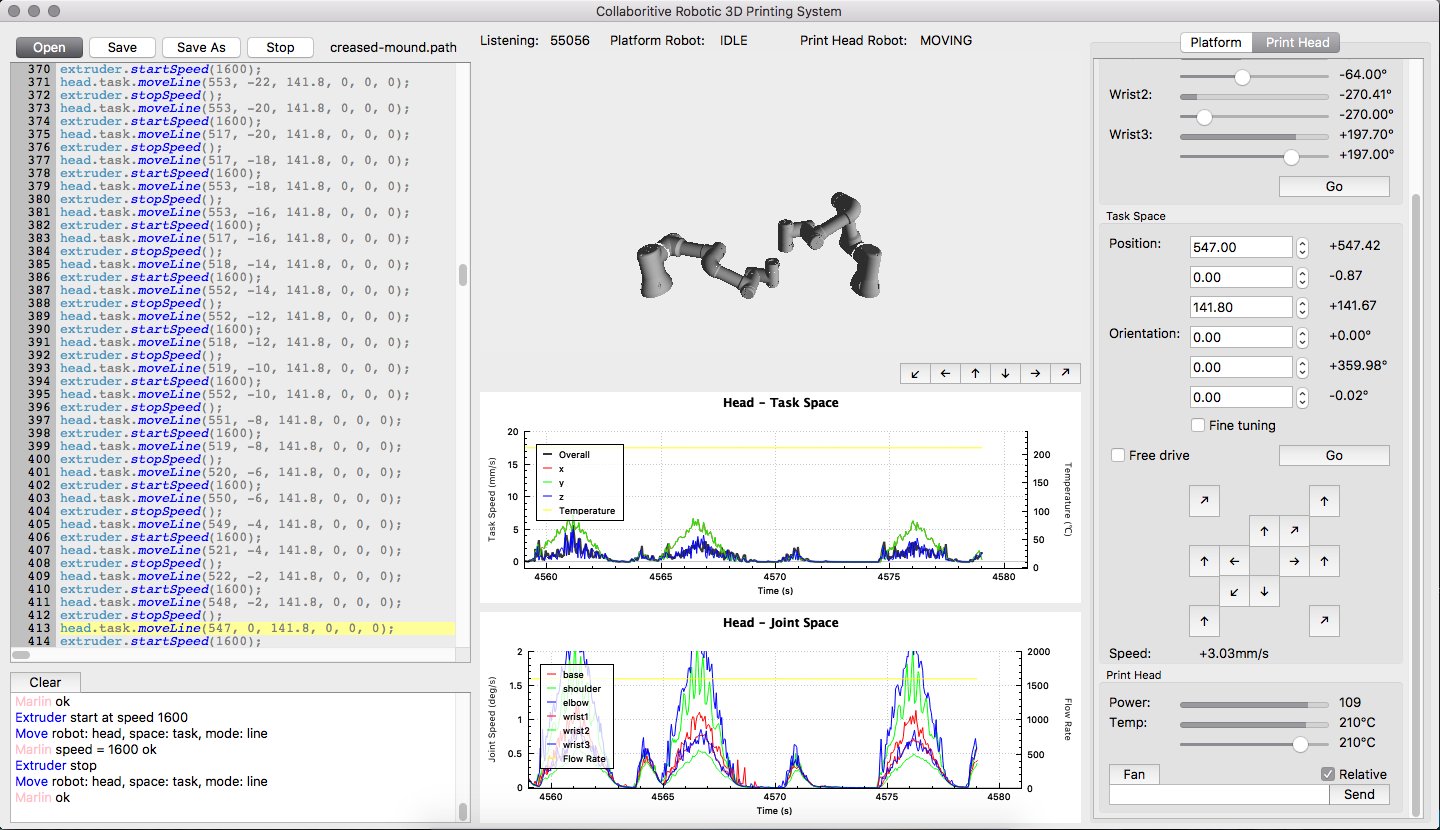 Collaboritive Robotic 3D Printing System
Open Save Save As Stop creased-mound.path
370 extruder.startSpeed(1600);
371 head.task.moveLine(553, -22, 141.8, 0, 0, 0);
372 extruder.stopSpeed();
373 head.task.moveLine(553, -20, 141.8, 0, 0, 0);
374 extruder.startSpeed(1600);
375 head.task.moveLine(517, -20, 141.8, 0, 0, 0);
376 extruder.stopSpeed();
377 head.task.moveLine(517, -18, 141.8, 0, 0, 0);
378 extruder.startSpeed(1600);
379 head.task.moveLine(553, -18, 141.8, 0, 0, 0);
380 extruder.stopSpeed();
381 head.task.moveLine(553, -16, 141.8, 0, 0, 0);
382 extruder.startSpeed(1600);
383 head.task.moveLine(517, -16, 141.8, 0, 0, 0);
384 extruder.stopSpeed();
385 head.task.moveLine(518, -14, 141.8, 0, 0, 0);
386 extruder.startSpeed(1600);
387 head.task.moveLine(552, -14, 141.8, 0, 0, 0);
388 extruder.stopSpeed();
389 head.task.moveLine(552, -12, 141.8, 0, 0, 0);
390 extruder.startSpeed(1600);
391 head.task.moveLine(518, -12, 141.8, 0, 0, 0);
392 extruder.stopSpeed();
393 head.task.moveLine(519, -10, 141.8, 0, 0, 0);
394 extruder.startSpeed(1600);
395 head.task.moveLine(552, -10, 141.8, 0, 0, 0);
396 extruder.stopSpeed();
397 head.task.moveLine(551, -8, 141.8, 0, 0, 0);
398 extruder.startSpeed(1600);
399 head.task.moveLine(519, -8, 141.8, 0, 0, 0);
400 extruder.stopSpeed();
401 head.task.moveLine(520, -6, 141.8, 0, 0, 0);
402 extruder.startSpeed(1600);
403 head.task.moveLine(550, -6, 141.8, 0, 0, 0);
404 extruder.stopSpeed();
405 head.task.moveLine(549, -4, 141.8, 0, 0, 0);
406 extruder.startSpeed(1600);
407 head.task.moveLine(521, -4, 141.8, 0, 0, 0);
408 extruder.stopSpeed();
409 head.task.moveLine(522, -2, 141.8, 0, 0, 0);
410 extruder.startSpeed(1600);
411 head.task.moveLine(548, -2, 141.8, 0, 0, 0);
412 extruder.stopSpeed();
413 head.task.moveLine(547, 0, 141.8, 0, 0, 0);
414 extruder.startSpeed(1600);
Clear
Marlin ok
Extruder start at speed 1600
Move robot: head, space: task, mode: line
Marlin speed = 1600 ok
Extruder stop
Move robot: head, space: task, mode: line
Marlin ok
Listening: 55056 Platform Robot: IDLE Print Head Robot: MOVING
Head - Task Space
20
15
10
5
0
Task Speed (mm/s)
Overall
x
y
z
Temperature
200
150
100
50
0
Temperature (℃)
4560 4565 4570 4575 4580
Time (s)
Head - Joint Space
2
1.5
1
0.5
0
Joint Speed (deg/s)
base
shoulder
elbow
wrist1
wrist2
wrist3
Flow Rate
2000
1500
1000
500
0
Flow Rate
4560 4565 4570 4575 4580
Time (s)
Platform Print Head
-64.00°
Wrist2: -270.41°
-270.00°
Wrist3: +197.70°
+197.00°
Go
Task Space
Position: 547.00 +547.42
0.00 -0.87
141.80 +141.67
Orientation: 0.00 +0.00°
0.00 +359.98°
0.00 -0.02°
Fine tuning
Free drive Go
Speed: +3.03mm/s
Print Head
Power: 109
Temp: 210°C
210°C
Fan Relative
Send